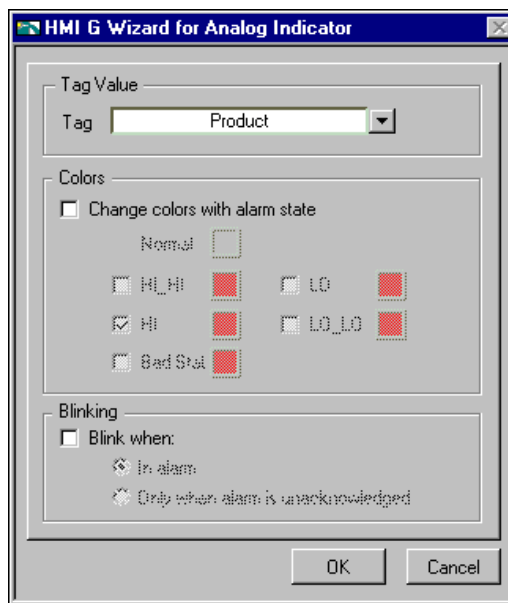 HMI G Wizard for Analog Indicator
Tag Value
Tag Product
Colors
Change colors with alarm state
Normal
HI_HI LO
HI LO_LO
Bad Stat
Blinking
Blink when:
In alarm
Only when alarm is unacknowledged
OK Cancel